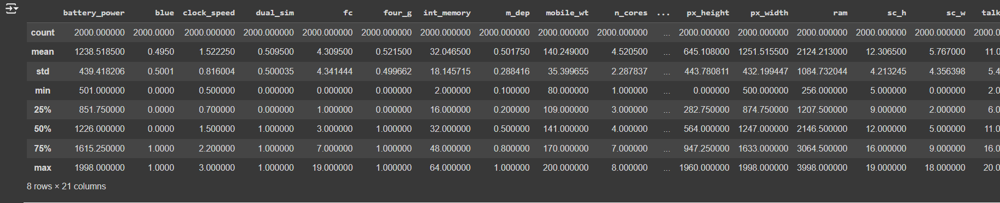 battery_power blue clock_speed dual_sim fc four_g int_memory m_dep mobile_wt n_cores ... px_height px_width ram sc_h sc_w talk
count 2000.000000 2000.0000 2000.000000 2000.000000 2000.000000 2000.000000 2000.000000 2000.000000 2000.000000 2000.000000 ... 2000.000000 2000.000000 2000.000000 2000.000000 2000.000000 2000.0
mean 1238.518500 0.4950 1.522250 0.509500 4.309500 0.521500 32.046500 0.501750 140.249000 4.520500 ... 645.108000 1251.515500 2124.213000 12.306500 5.767000 11.0
std 439.418206 0.5001 0.816004 0.500035 4.341444 0.499662 18.145715 0.288416 35.399655 2.287837 ... 443.780811 432.199447 1084.732044 4.213245 4.356398 5.4
min 501.000000 0.0000 0.500000 0.000000 0.000000 0.000000 2.000000 0.100000 80.000000 1.000000 ... 0.000000 500.000000 256.000000 5.000000 0.000000 2.0
25% 851.750000 0.0000 0.700000 0.000000 1.000000 0.000000 16.000000 0.200000 109.000000 3.000000 ... 282.750000 874.750000 1207.500000 9.000000 2.000000 6.0
50% 1226.000000 0.0000 1.500000 1.000000 3.000000 1.000000 32.000000 0.500000 141.000000 4.000000 ... 564.000000 1247.000000 2146.500000 12.000000 5.000000 11.0
75% 1615.250000 1.0000 2.200000 1.000000 7.000000 1.000000 48.000000 0.800000 170.000000 7.000000 ... 947.250000 1633.000000 3064.500000 16.000000 9.000000 16.0
max 1998.000000 1.0000 3.000000 1.000000 19.000000 1.000000 64.000000 1.000000 200.000000 8.000000 ... 1960.000000 1998.000000 3998.000000 19.000000 18.000000 20.0
8 rows × 21 columns